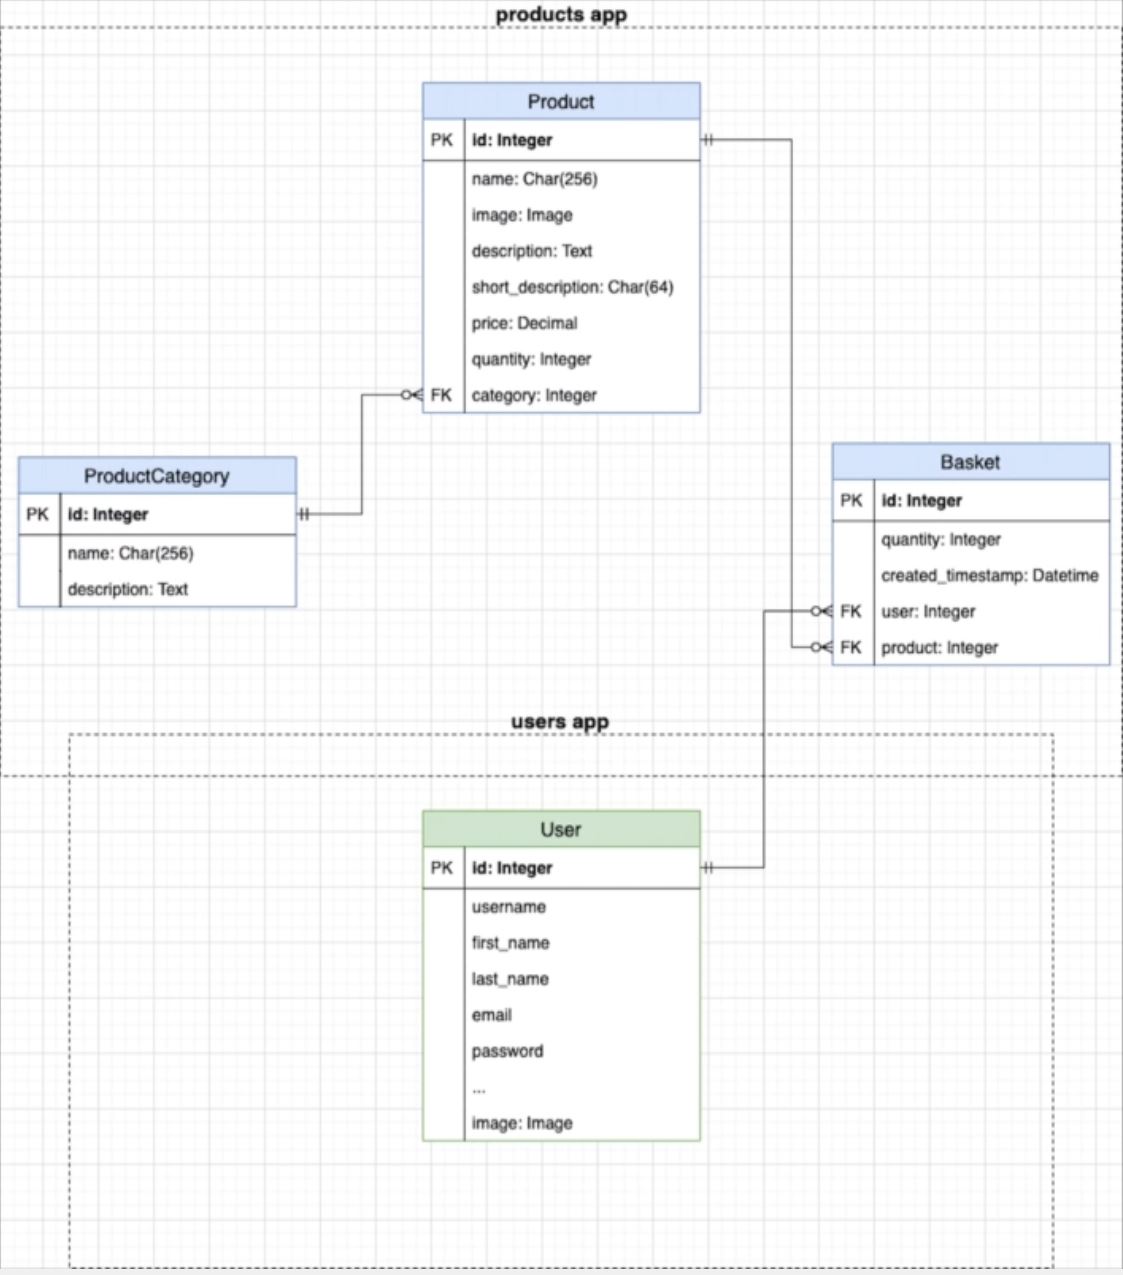 products app
Product
PK id: Integer
name: Char(256)
image: Image
description: Text
short_description: Char(64)
price: Decimal
quantity: Integer
FK category: Integer
ProductCategory
PK id: Integer
name: Char(256)
description: Text
Basket
PK id: Integer
quantity: Integer
created_timestamp: Datetime
FK user: Integer
FK product: Integer
users app
User
PK id: Integer
username
first_name
last_name
email
password
...
image: Image